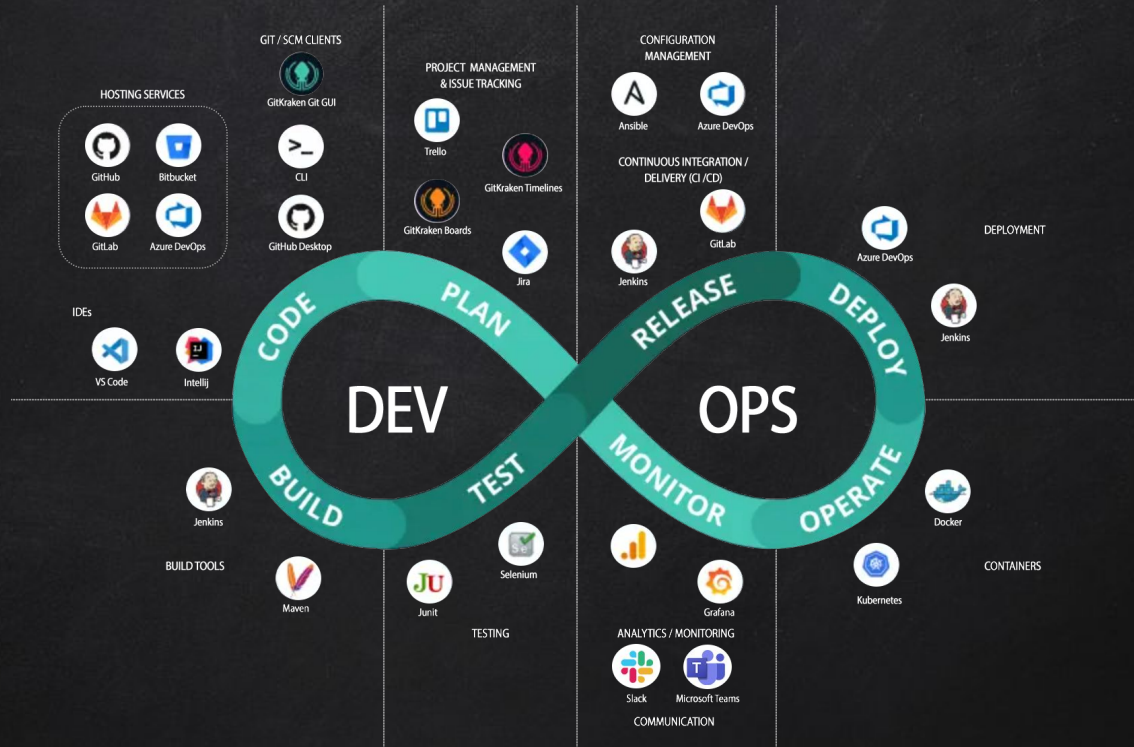 GIT / SCM CLIENTS
GitKraken Git GUI
CLI
GitHub Desktop
HOSTING SERVICES
GitHub
Bitbucket
GitLab
Azure DevOps
IDEs
VS Code
Intellij
PROJECT MANAGEMENT
& ISSUE TRACKING
Trello
GitKraken Timelines
GitKraken Boards
Jira
CONFIGURATION
MANAGEMENT
Ansible
Azure DevOps
CONTINUOUS INTEGRATION /
DELIVERY (CI /CD)
GitLab
Jenkins
Azure DevOps
DEPLOYMENT
Jenkins
CODE
PLAN
RELEASE
DEPLOY
DEV
OPS
BUILD
TEST
MONITOR
OPERATE
Jenkins
BUILD TOOLS
Maven
JU
Junit
Se
Selenium
TESTING
Grafana
ANALYTICS / MONITORING
Slack
T
Microsoft Teams
COMMUNICATION
Docker
Kubernetes
CONTAINERS
IJ
>_